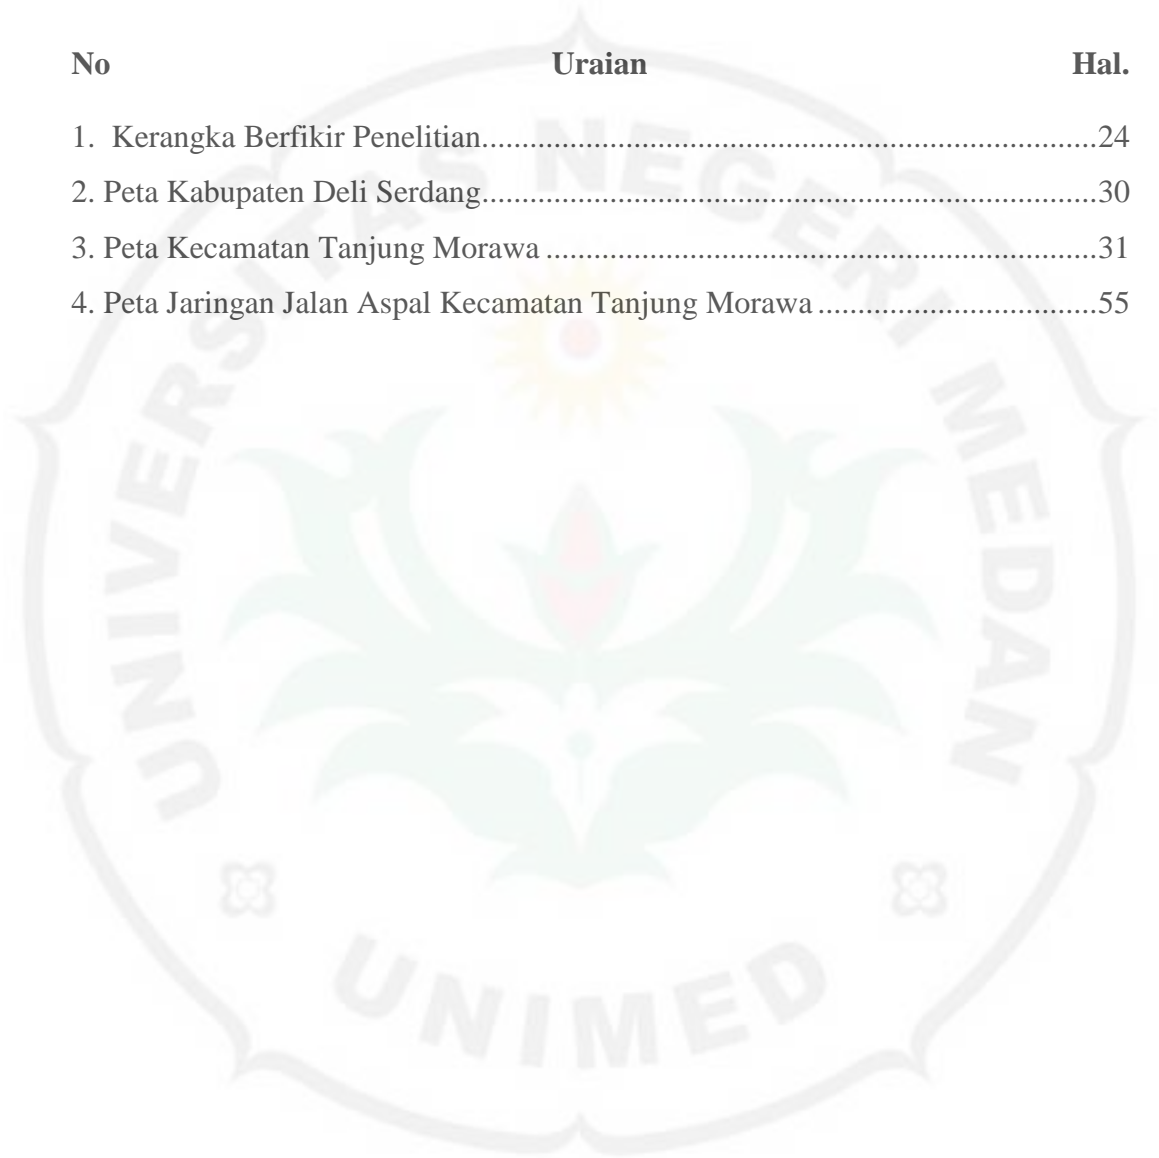 No Uraian Hal.
1. Kerangka Berfikir Penelitian.............................................................................24
2. Peta Kabupaten Deli Serdang.............................................................................30
3. Peta Kecamatan Tanjung Morawa.....................................................................31
4. Peta Jaringan Jalan Aspal Kecamatan Tanjung Morawa...................................55
UNIVERSITAS NEGERI MEDAN
UNIMED